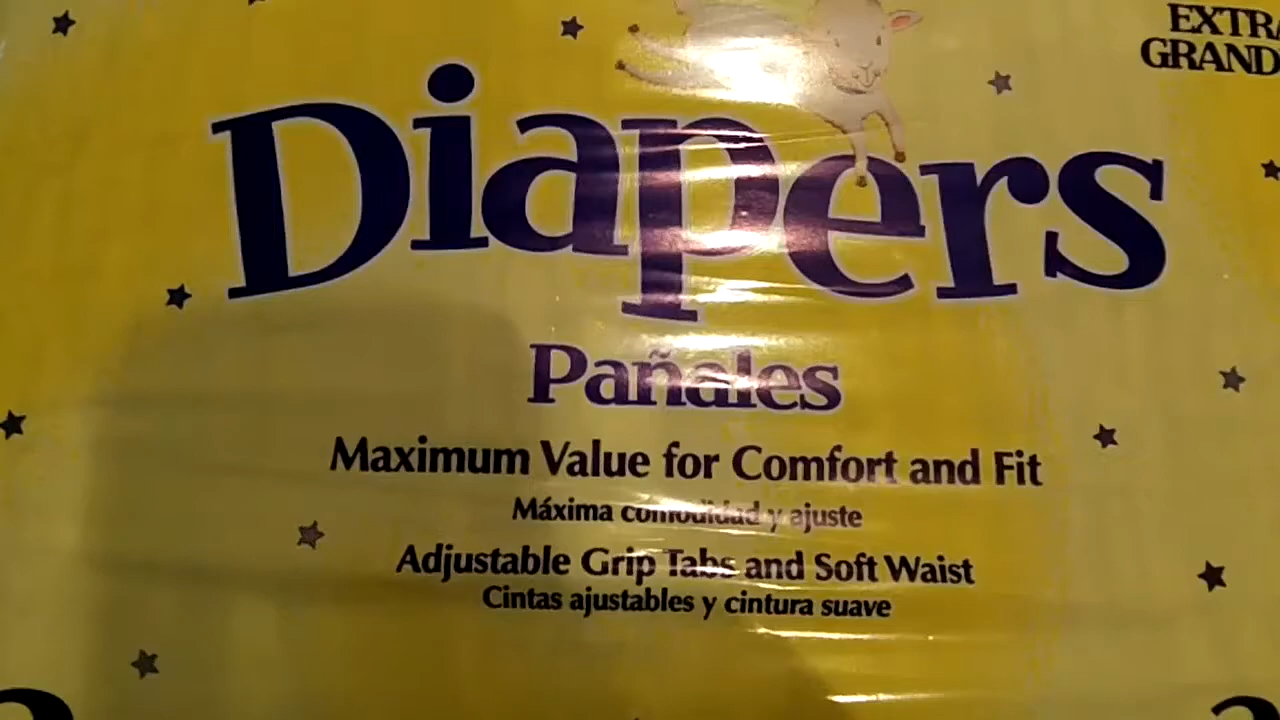 EXTRA
GRAND
Diapers
Pañales
Maximum Value for Comfort and Fit
Máxima comodidad y ajuste
Adjustable Grip Tabs and Soft Waist
Cintas ajustables y cintura suave